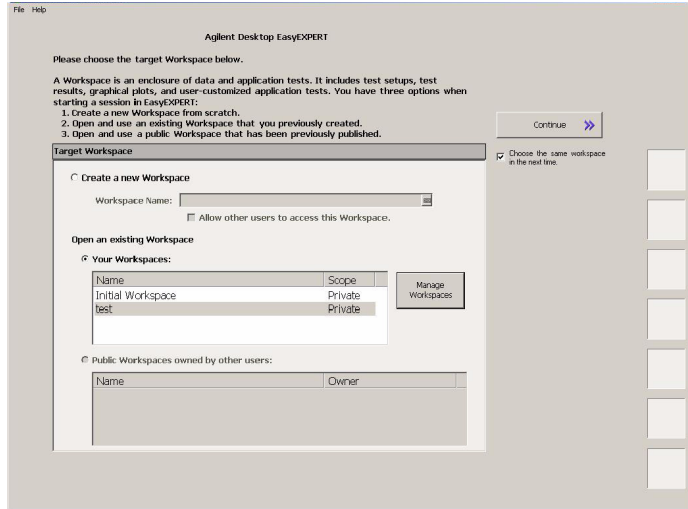 File Help
Agilent Desktop EasyEXPERT
Please choose the target Workspace below.
A Workspace is an enclosure of data and application tests. It includes test setups, test
results, graphical plots, and user-customized application tests. You have three options when
starting a session in EasyEXPERT:
1. Create a new Workspace from scratch.
2. Open and use an existing Workspace that you previously created.
3. Open and use a public Workspace that has been previously published.
Continue
Choose the same workspace
in the next time.
Target Workspace
Create a new Workspace
Workspace Name:
Allow other users to access this Workspace.
Open an existing Workspace
Your Workspaces:
Name Scope
Initial Workspace Private
test Private
Manage
Workspaces
Public Workspaces owned by other users:
Name Owner